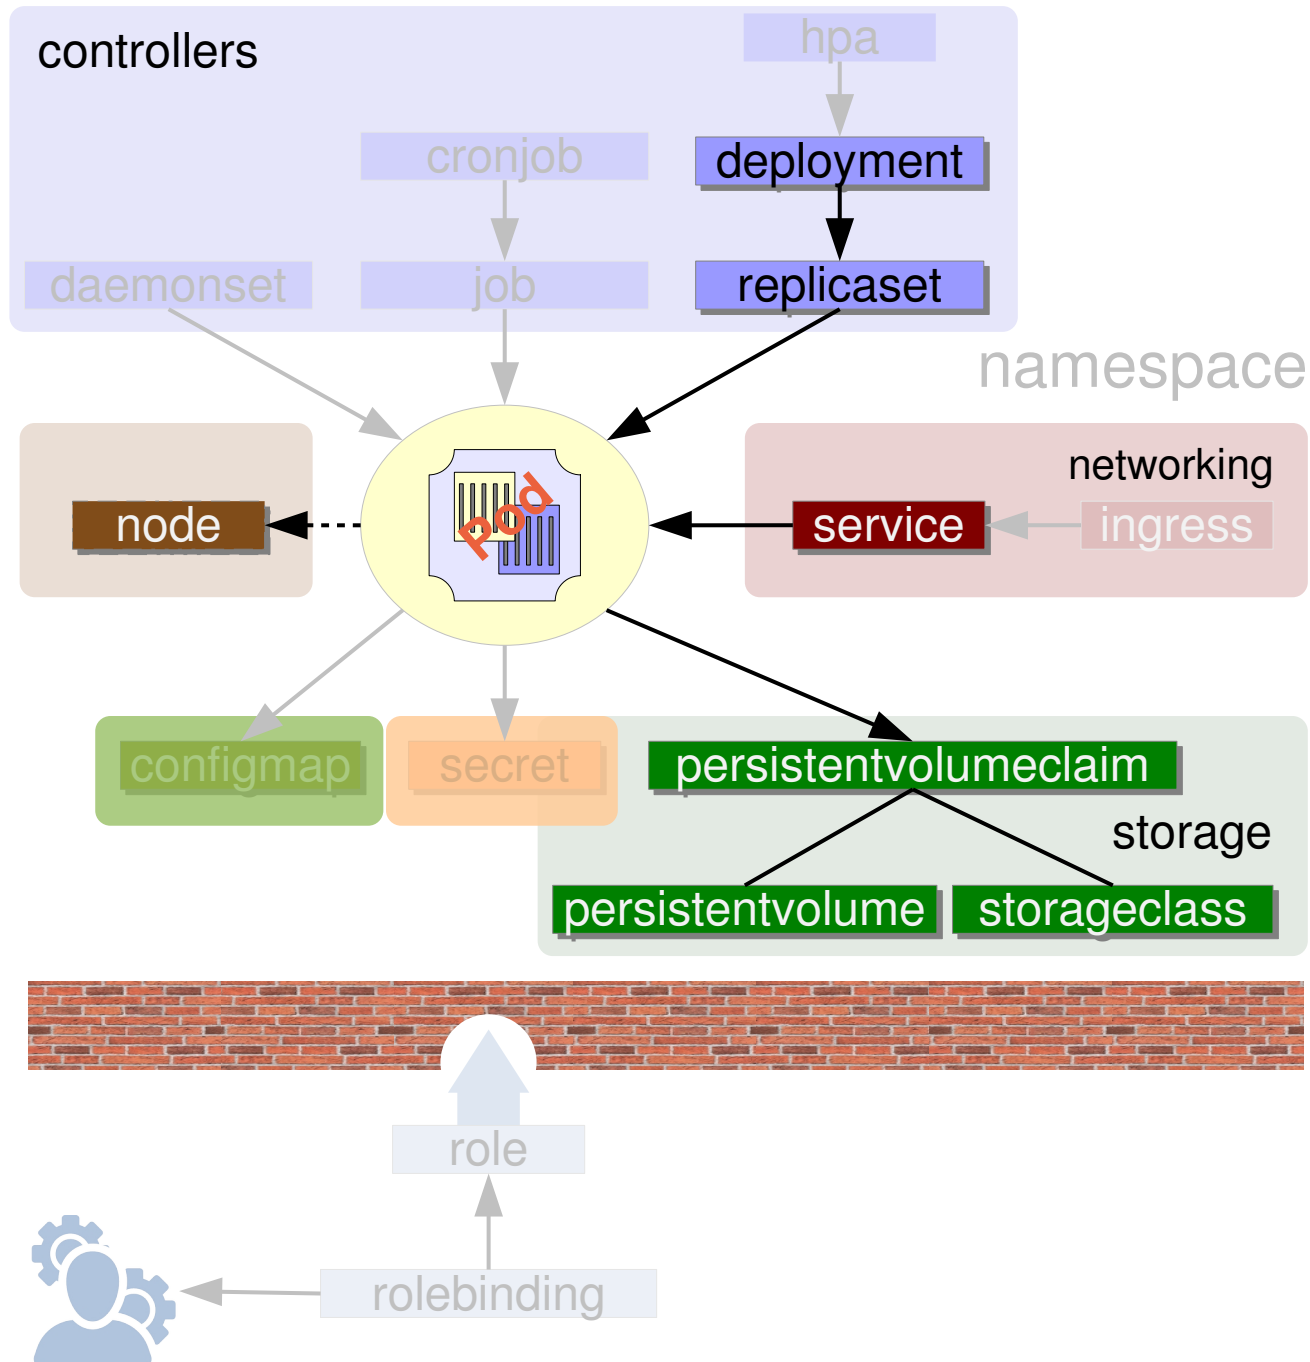 controllers
hpa
cronjob
deployment
daemonset
job
replicaset
namespace
networking
node
Pod
service
ingress
configmap
secret
persistentvolumeclaim
storage
persistentvolume
storageclass
role
rolebinding